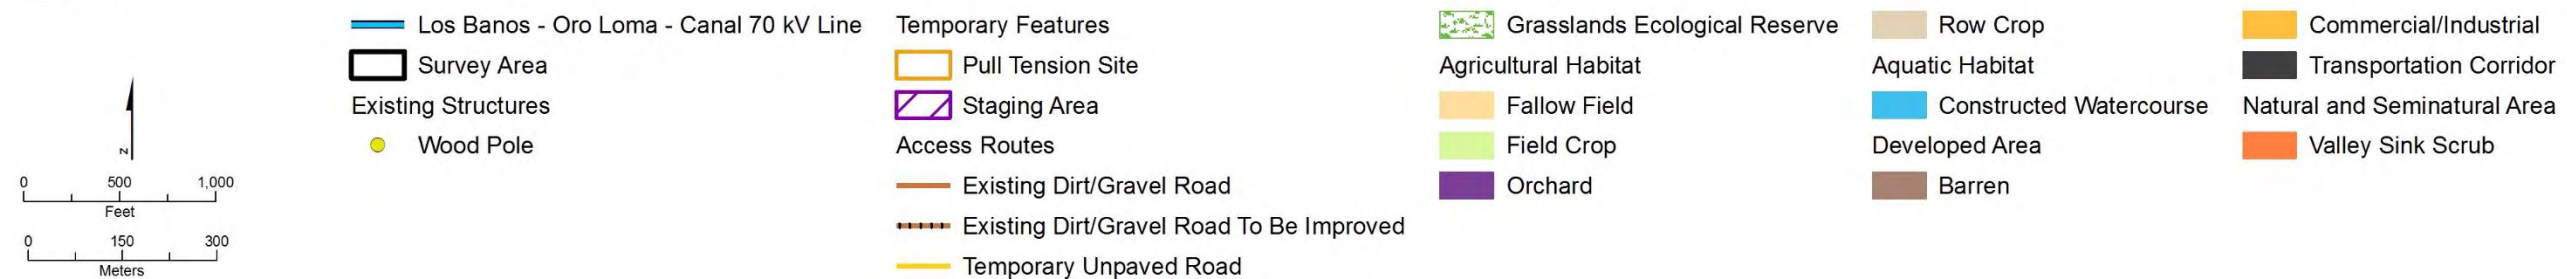 Los Banos - Oro Loma - Canal 70 kV Line
Survey Area
Existing Structures
Wood Pole
Temporary Features
Pull Tension Site
Staging Area
Access Routes
Existing Dirt/Gravel Road
Existing Dirt/Gravel Road To Be Improved
Temporary Unpaved Road
Grasslands Ecological Reserve
Agricultural Habitat
Fallow Field
Field Crop
Orchard
Row Crop
Aquatic Habitat
Constructed Watercourse
Developed Area
Barren
Commercial/Industrial
Transportation Corridor
Natural and Seminatural Area
Valley Sink Scrub
N
0 500 1,000
Feet
0 150 300
Meters